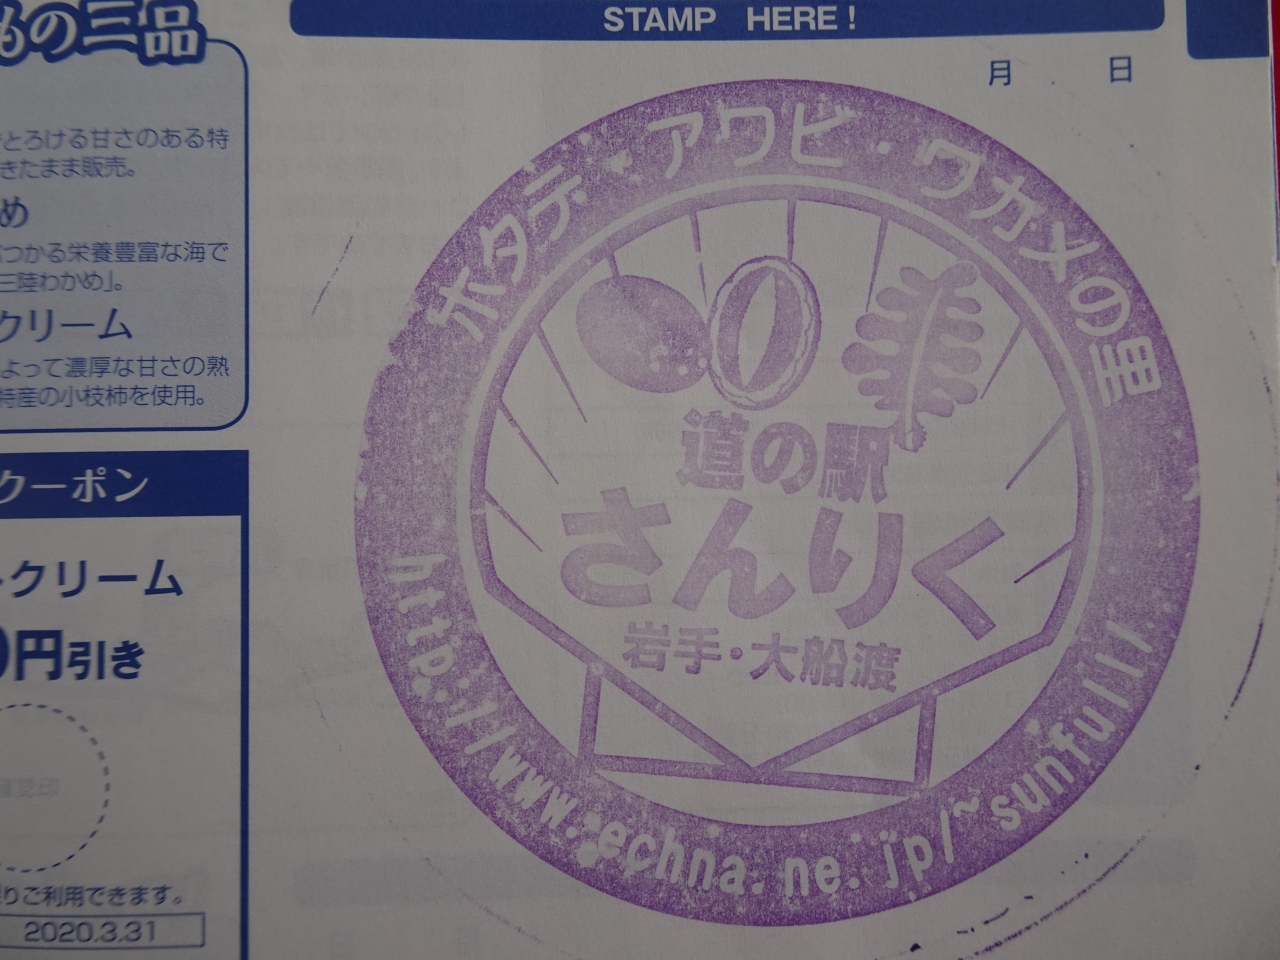 もの三品
とろける甘さのある特
きたまま販売。
め
つかる栄養豊富な海で
三陸わかめ」。
クリーム
よって濃厚な甘さの熟
特産の小枝柿を使用。
クーポン
クリーム
0円引き
りご利用できます。
2020.3.31
STAMP HERE!
月 日
ホタテ・アワビ・ワカメの里
道の駅
さんりく
岩手・大船渡
http://www.echna.ne.jp/~sunfull/